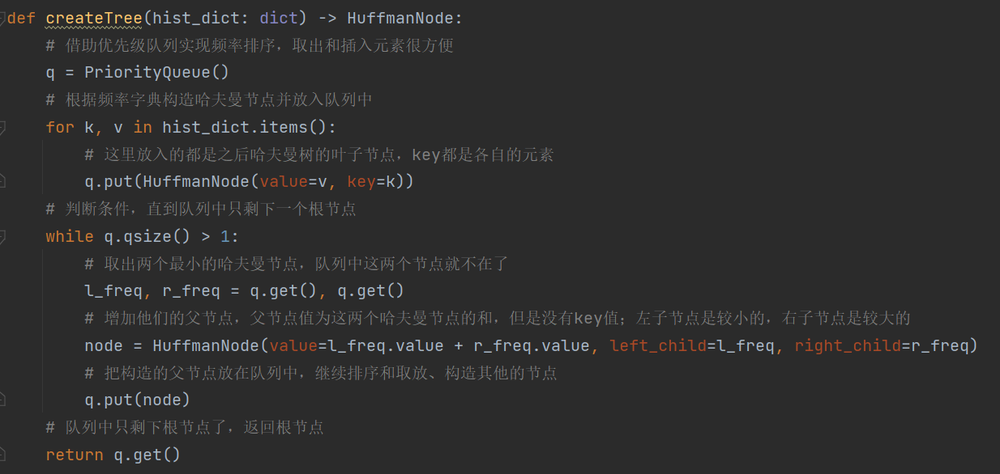 def createTree(hist_dict: dict) -> HuffmanNode:
    # 借助优先级队列实现频率排序，取出和插入元素很方便
    q = PriorityQueue()
    # 根据频率字典构造哈夫曼节点并放入队列中
    for k, v in hist_dict.items():
        # 这里放入的都是之后哈夫曼树的叶子节点，key都是各自的元素
        q.put(HuffmanNode(value=v, key=k))
    # 判断条件，直到队列中只剩下一个根节点
    while q.qsize() > 1:
        # 取出两个最小的哈夫曼节点，队列中这两个节点就不在了
        l_freq, r_freq = q.get(), q.get()
        # 增加他们的父节点，父节点值为这两个哈夫曼节点的和，但是没有key值；左子节点是较小的，右子节点是较大的
        node = HuffmanNode(value=l_freq.value + r_freq.value, left_child=l_freq, right_child=r_freq)
        # 把构造的父节点放在队列中，继续排序和取放、构造其他的节点
        q.put(node)
    # 队列中只剩下根节点了，返回根节点
    return q.get()